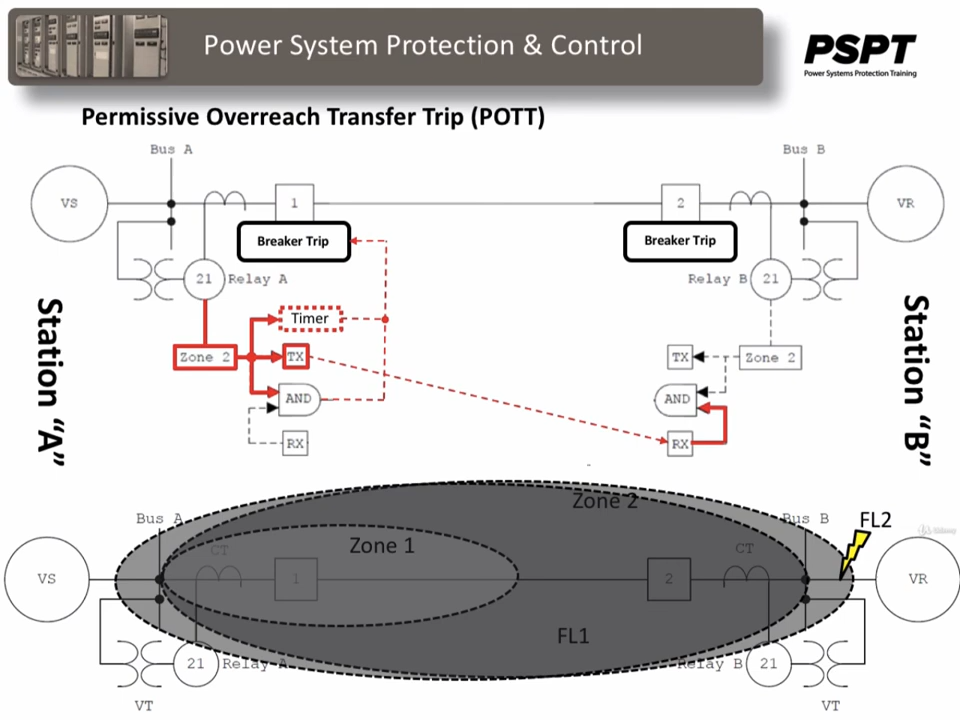 Power System Protection & Control
PSPT
Power Systems Protection Training
Permissive Overreach Transfer Trip (POTT)
Bus A
Bus B
VS
1
2
VR
Breaker Trip
Breaker Trip
21
Relay A
Relay B
21
Station "A"
Station "B"
Timer
Zone 2
TX
TX
Zone 2
AND
AND
RX
RX
Zone 2
Bus A
Bus B
FL2
Zone 1
CT
CT
VS
1
2
VR
FL1
21
Relay A
Relay B
21
VT
VT